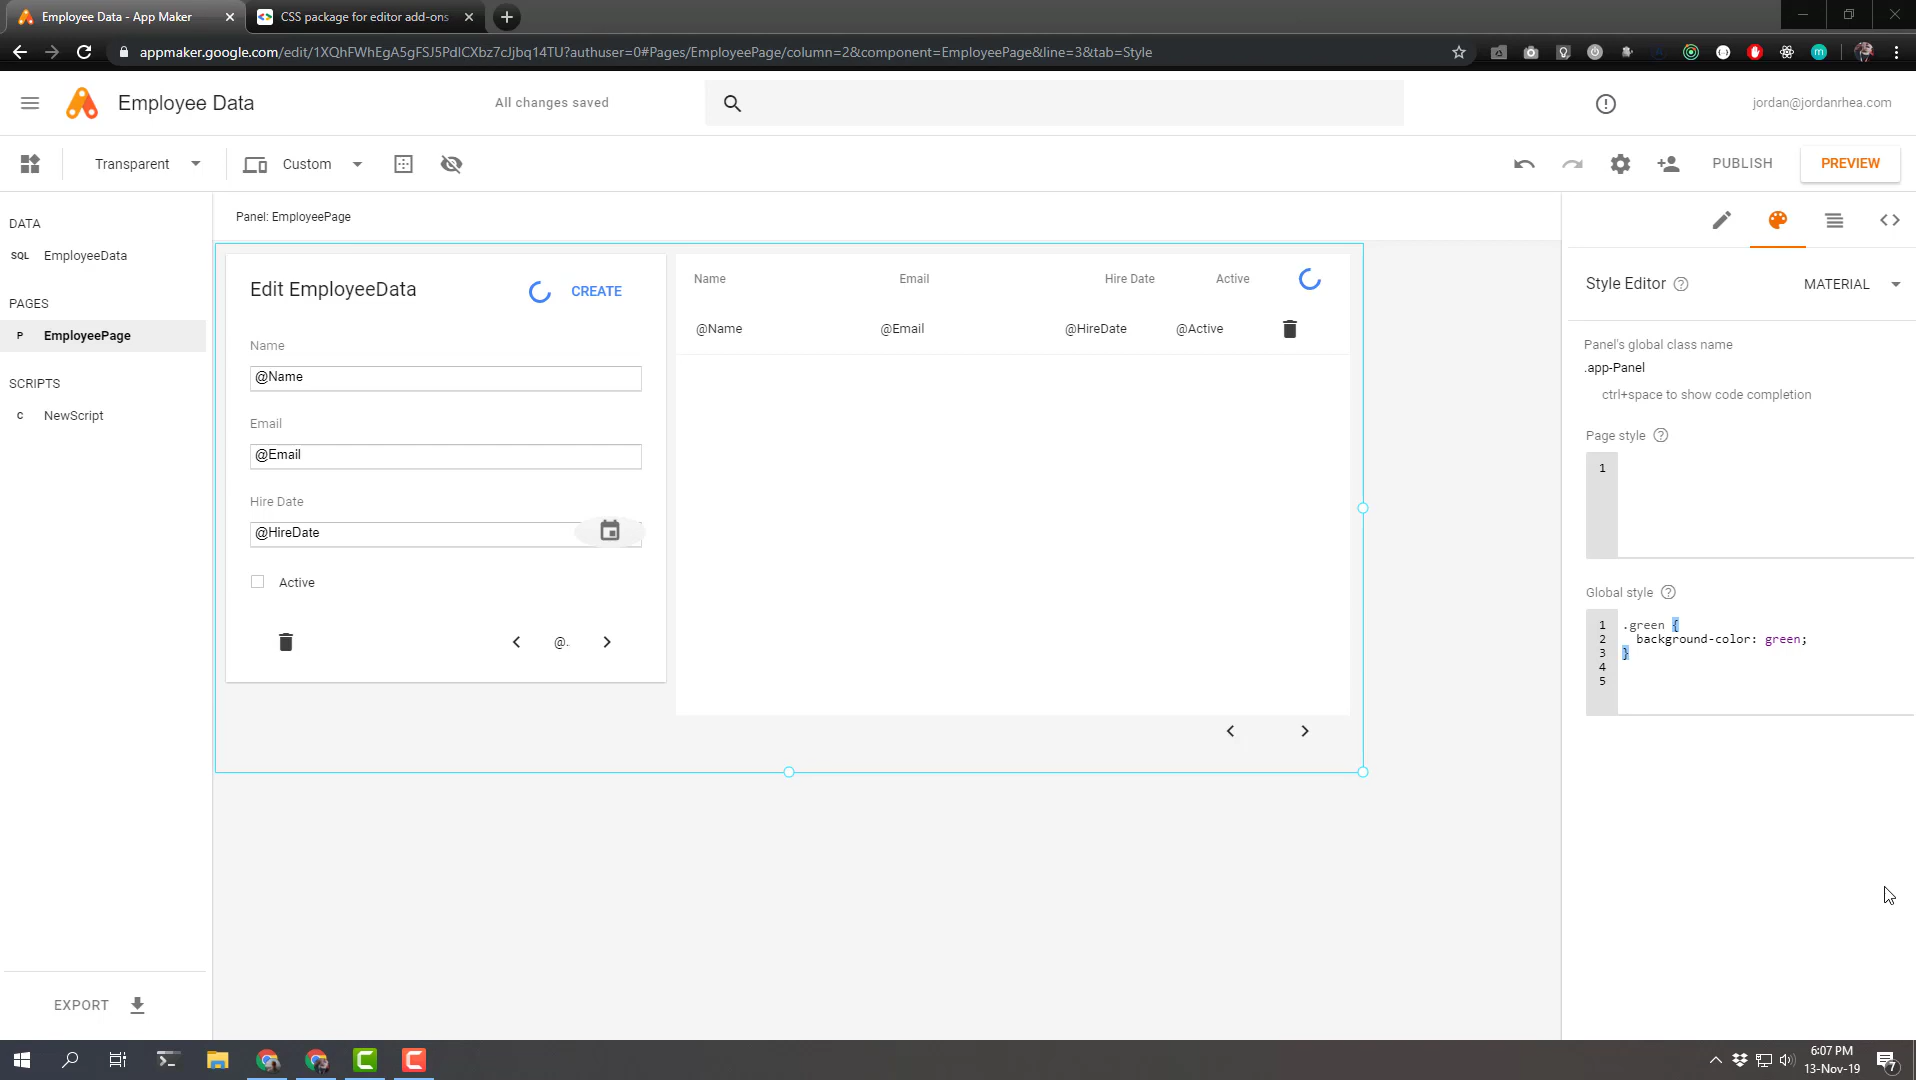 Employee Data - App Maker
CSS package for editor add-ons
appmaker.google.com/edit/1XQhFWhEgA5gFSJ5PdlCXbz7cJjbq14TU?authuser=0#Pages/EmployeePage/column=2&component=EmployeePage&line=3&tab=Style
Employee Data
All changes saved
jordan@jordanrhea.com
Transparent
Custom
PUBLISH
PREVIEW
DATA
SQL EmployeeData
PAGES
P EmployeePage
SCRIPTS
C NewScript
EXPORT
Panel: EmployeePage
Edit EmployeeData
CREATE
Name
@Name
Email
@Email
Hire Date
@HireDate
Active
@.
Name Email Hire Date Active
@Name @Email @HireDate @Active
Style Editor
MATERIAL
Panel's global class name
.app-Panel
ctrl+space to show code completion
Page style
1
Global style
1 .green {
2 background-color: green;
3 }
4
5
6:07 PM
13-Nov-19
7